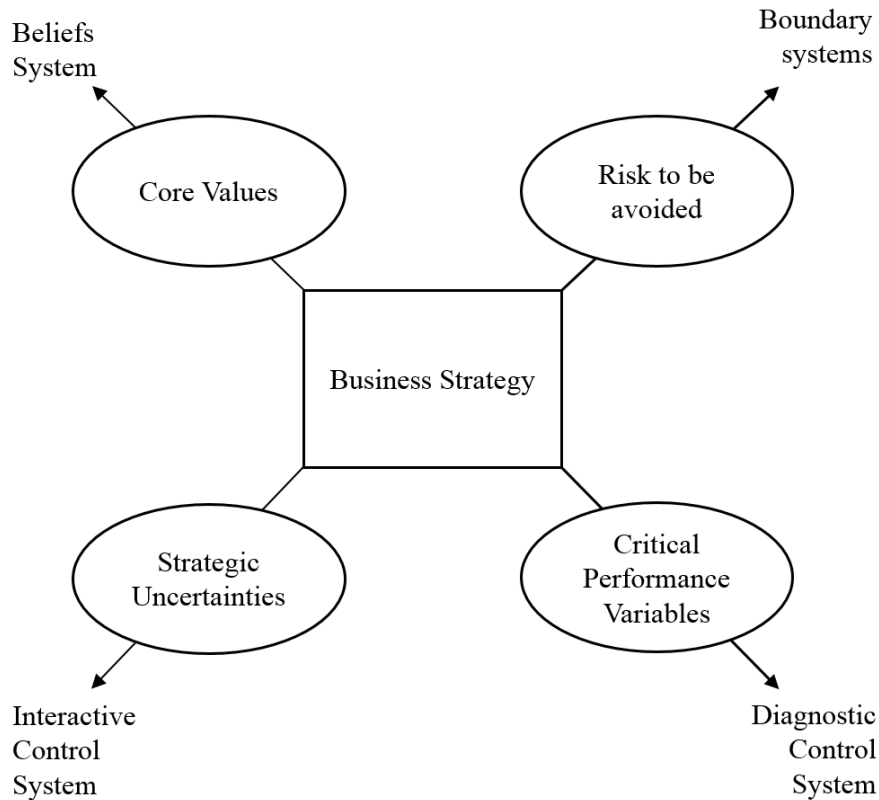 Beliefs
System
Boundary
systems
Core Values
Risk to be
avoided
Business Strategy
Strategic
Uncertainties
Critical
Performance
Variables
Interactive
Control
System
Diagnostic
Control
System